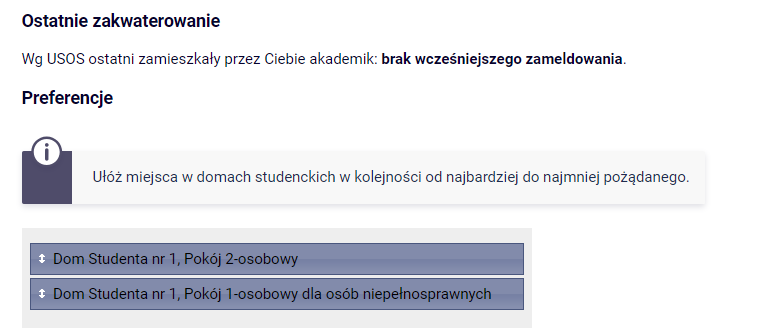 Ostatnie zakwaterowanie
Wg USOS ostatni zamieszkały przez Ciebie akademik: brak wcześniejszego zameldowania.
Preferencje
Ułóż miejsca w domach studenckich w kolejności od najbardziej do najmniej pożądanego.
Dom Studenta nr 1, Pokój 2-osobowy
Dom Studenta nr 1, Pokój 1-osobowy dla osób niepełnosprawnych